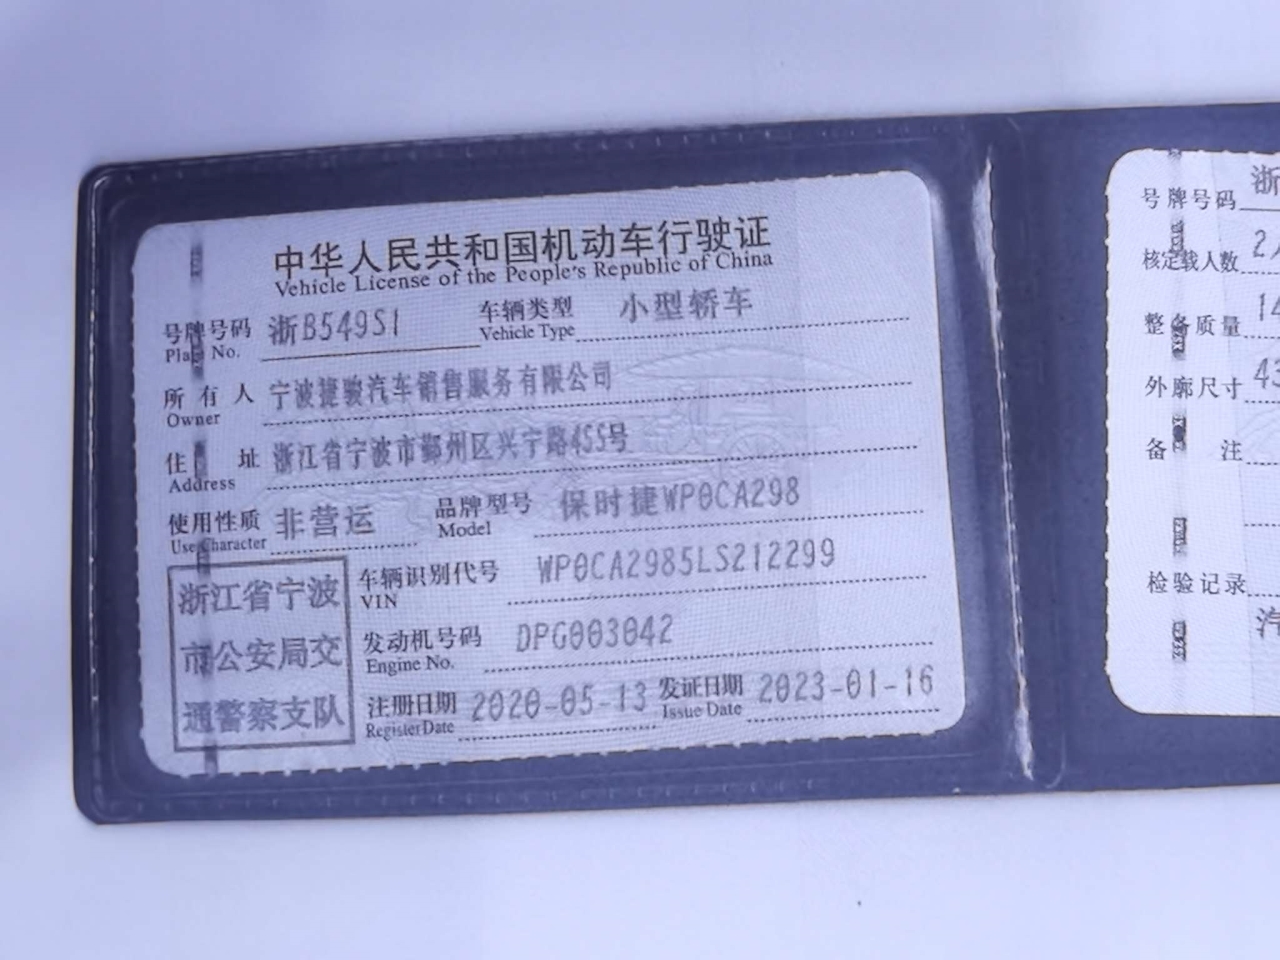 中华人民共和国机动车行驶证
Vehicle License of the People's Republic of China
号牌号码 浙B549S1 车辆类型 小型轿车
Plate No. Vehicle Type
所有人 宁波捷骏汽车销售服务有限公司
Owner
住址 浙江省宁波市鄞州区兴宁路455号
Address
使用性质 非营运 品牌型号 保时捷WP0CA298
Use Character Model
浙江省宁波
市公安局交
通警察支队
车辆识别代号 WP0CA2985LS212299
VIN
发动机号码 DPG003042
Engine No.
注册日期 2020-05-13 发证日期 2023-01-16
Register Date Issue Date
号牌号码 浙
核定载人数 2人
整备质量 14
外廓尺寸 43
备注
检验记录
汽